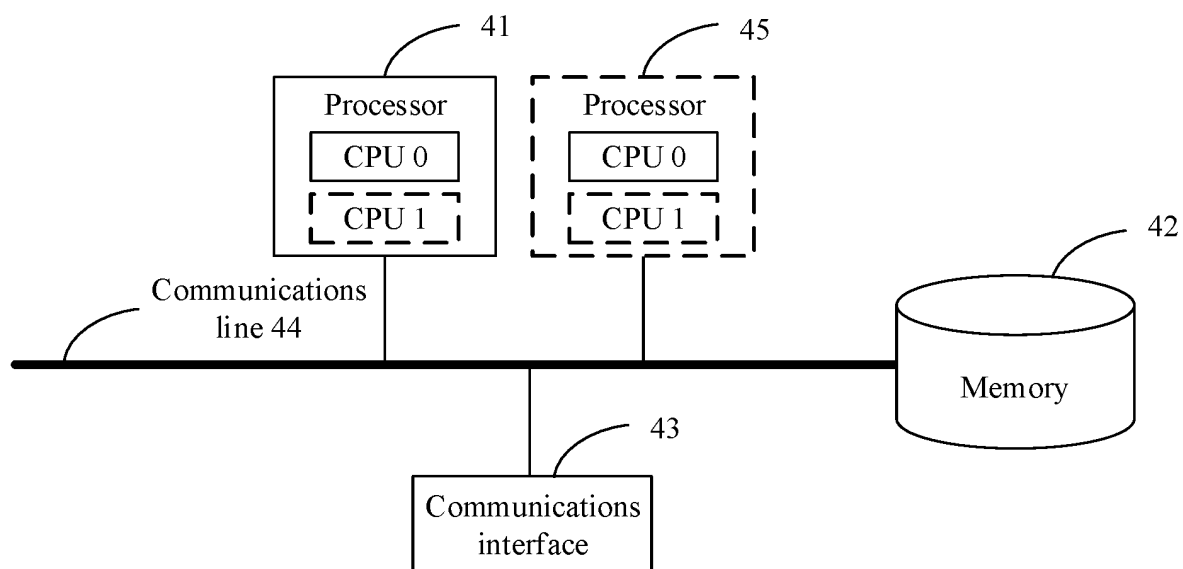 41
45
Processor
CPU 0
CPU 1
Processor
CPU 0
CPU 1
42
Communications
line 44
Memory
43
Communications
interface